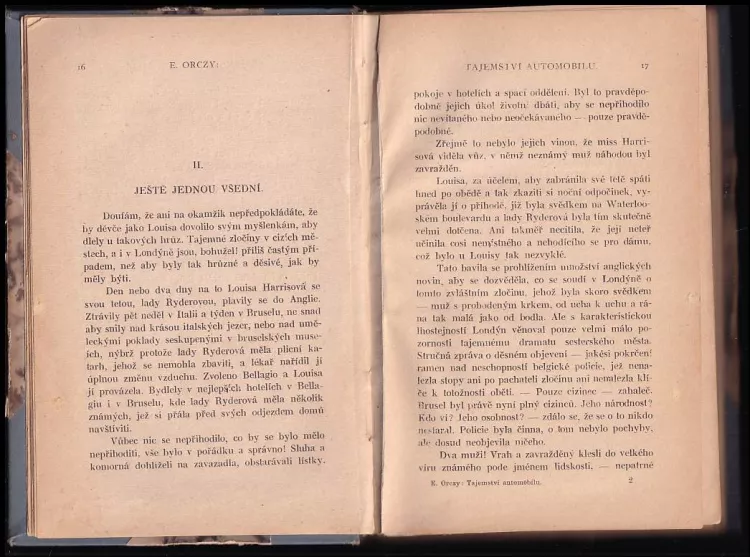 16
E. ORCZY:
II.
JEŠTĚ JEDNOU VŠEDNÍ.
Doufám, že ani na okamžik nepředpokládáte, že
by děvče jako Louisa dovolilo svým myšlenkám, aby
dlely u takových hrůz. Tajemné zločiny v cizích mě-
stech, a i v Londýně jsou, bohužel! příliš častým pří-
padem, než aby byly tak hrůzné a děsivé, jak by
měly býti.
Den nebo dva dny na to Louisa Harrisová se
svou tetou, lady Ryderovou, plavily se do Anglie.
Ztrávily pět neděl v Italii a týden v Bruselu, ne snad
aby snily nad krásou italských jezer, nebo nad umě-
leckými poklady seskupenými v bruselských muse-
ích, nýbrž protože lady Ryderová měla plicní ka-
tarh, jehož se nemohla zbaviti, a lékař nařídil jí
úplnou změnu vzduchu. Zvoleno Bellagio a Louisa
jí provázela. Bydlely v nejlepších hotelích v Bella-
giu i v Bruselu, kde lady Ryderová měla několik
známých, jež si přála před svých odjezdem domů
navštíviti.
Vůbec nic se nepřihodilo, co by se bylo mělo
nepřihoditi, vše bylo v pořádku a správno! Sluha a
komorná dohlíželi na zavazadla, obstarávali lístky,
TAJEMSTVÍ AUTOMOBILU.
17
pokoje v hotelích a spací oddělení. Byl to pravděpo-
dobně jejich úkol životní dbáti, aby se nepřihodilo
nic nevítaného nebo neočekávaného — pouze pravdě-
podobné.
Zřejmě to nebylo jejich vinou, že miss Harri-
sová viděla vůz, v němž neznámý muž náhodou byl
zavražděn.
Louisa, za účelem, aby zabránila své tetě spáti
hned po obědě a tak zkaziti si noční odpočinek, vy-
právěla jí o příhodě, jíž byla svědkem na Waterloo-
ském boulevardu a lady Ryderová byla tím skutečně
velmi dotčena. Ani takměř necítila, že její neteř
učinila cosi nemístného a nehodícího se pro dámu,
což bylo u Louisy tak nezvyklé.
Tato bavila se prohlížením množství anglických
novin, aby se dozvěděla, co se soudí v Londýně o
tomto zvláštním zločinu, jehož byla skoro svědkem
— muž s probodeným krkem, od ucha k uchu a rá-
na tak malá jako od bodla. Ale s karakteristickou
lhostejností Londýn věnoval pouze velmi málo po-
zornosti tajemnému dramatu sesterského města.
Stručná zpráva o děsném objevení — jakési pokrčení
ramen nad neschopností belgické policie, jež nena-
lezla stopy ani po pachateli zločinu ani nenalezla klí-
če k totožnosti oběti. — Pouze cizinec — zahaleč.
Brusel byl právě nyní plný cizinců. Jeho národnost?
Kdo ví? Jeho osobnost? — zdálo se, že se o to nikdo
nestaral. Policie byla činna, o tom nebylo pochyby,
ale dosud neobjevila ničeho.
Dva muži! Vrah a zavražděný klesli do velkého
víru známého pode jménem lidskosti, — nepatrné
E. Orczy: Tajemství automobilu.
2